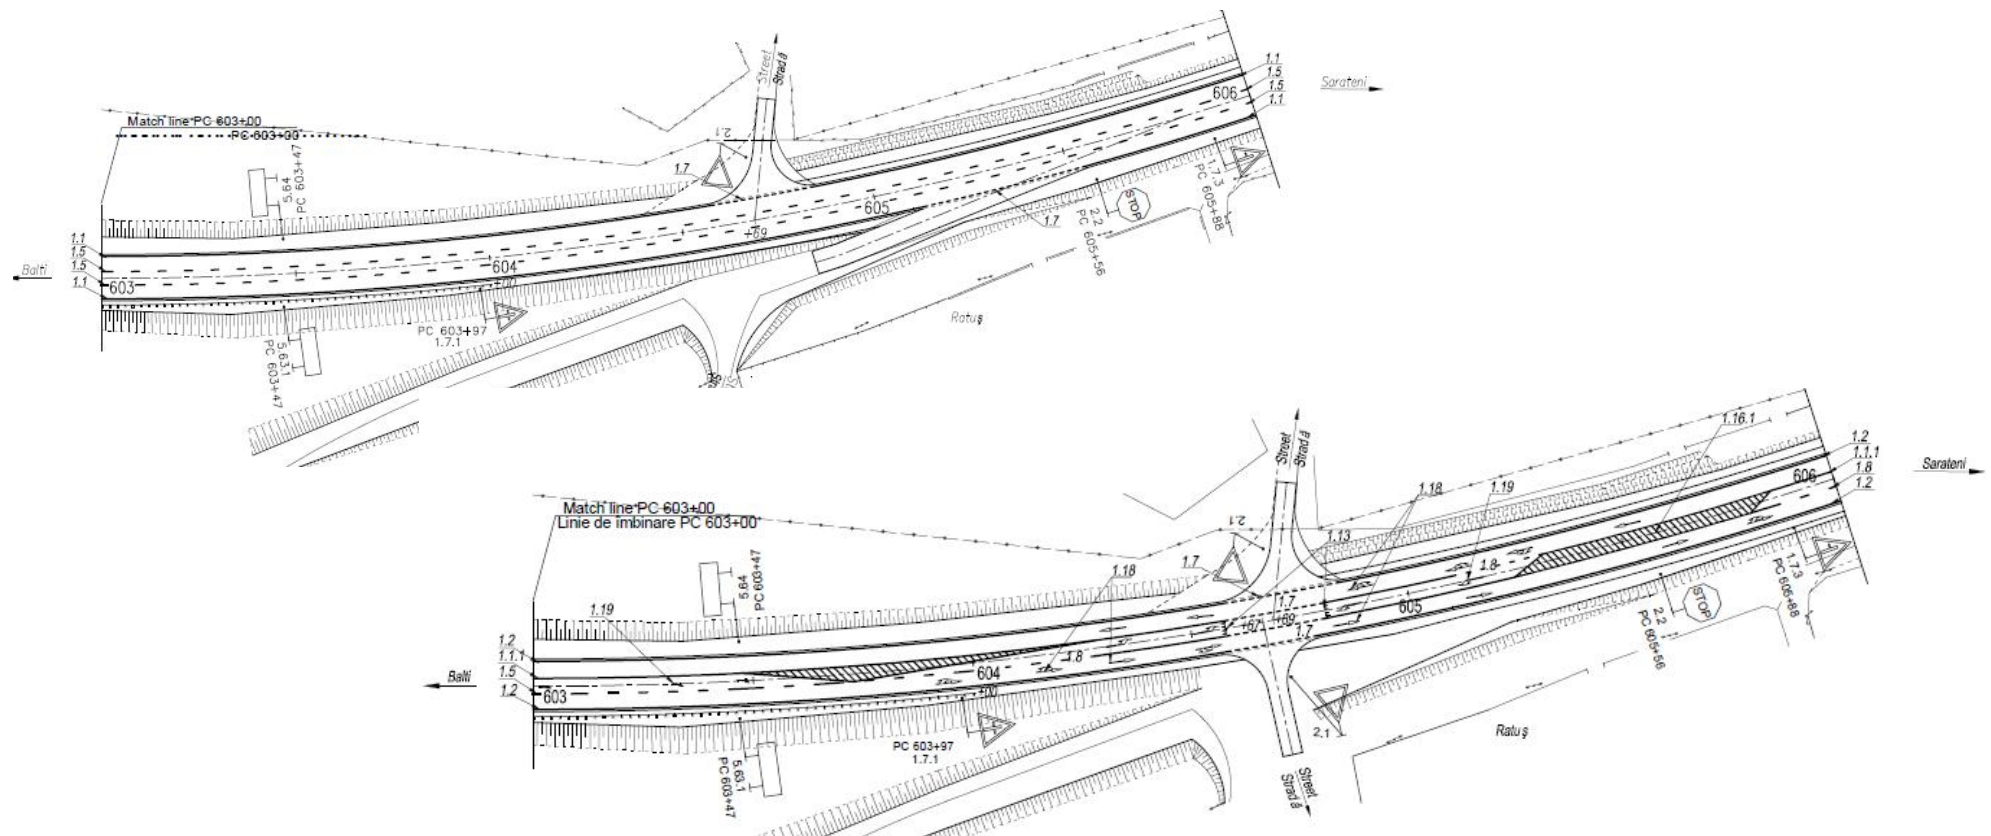 Match line PC 603+00
PC 603+00
5.64
PC 603+47
Street
Stradă
2.1
1.7
606
1.1
1.5
1.5
1.1
Sarateni
1.7.3
PC 605+88
STOP
2.2
PC 605+56
1.7
605
+69
604
+00
1.1
1.5
1.5
1.1
Balti
603
PC 603+97
1.7.1
5.63.1
PC 603+47
Ratuş
Match line PC 603+00
Linie de îmbinare PC 603+00
5.64
PC 603+47
Street
Stradă
2.1
1.13
1.7
1.18
1.19
1.18
1.19
1.16.1
1.2
1.1.1
1.8
1.2
606
Sarateni
1.8
605
1.7
+67
+69
1.7
1.8
604
+00
1.2
1.1.1
1.5
1.2
Balti
603
PC 603+97
1.7.1
5.63.1
PC 603+47
2.1
Street
Stradă
STOP
2.2
PC 605+56
1.7.3
PC 605+88
Ratuş